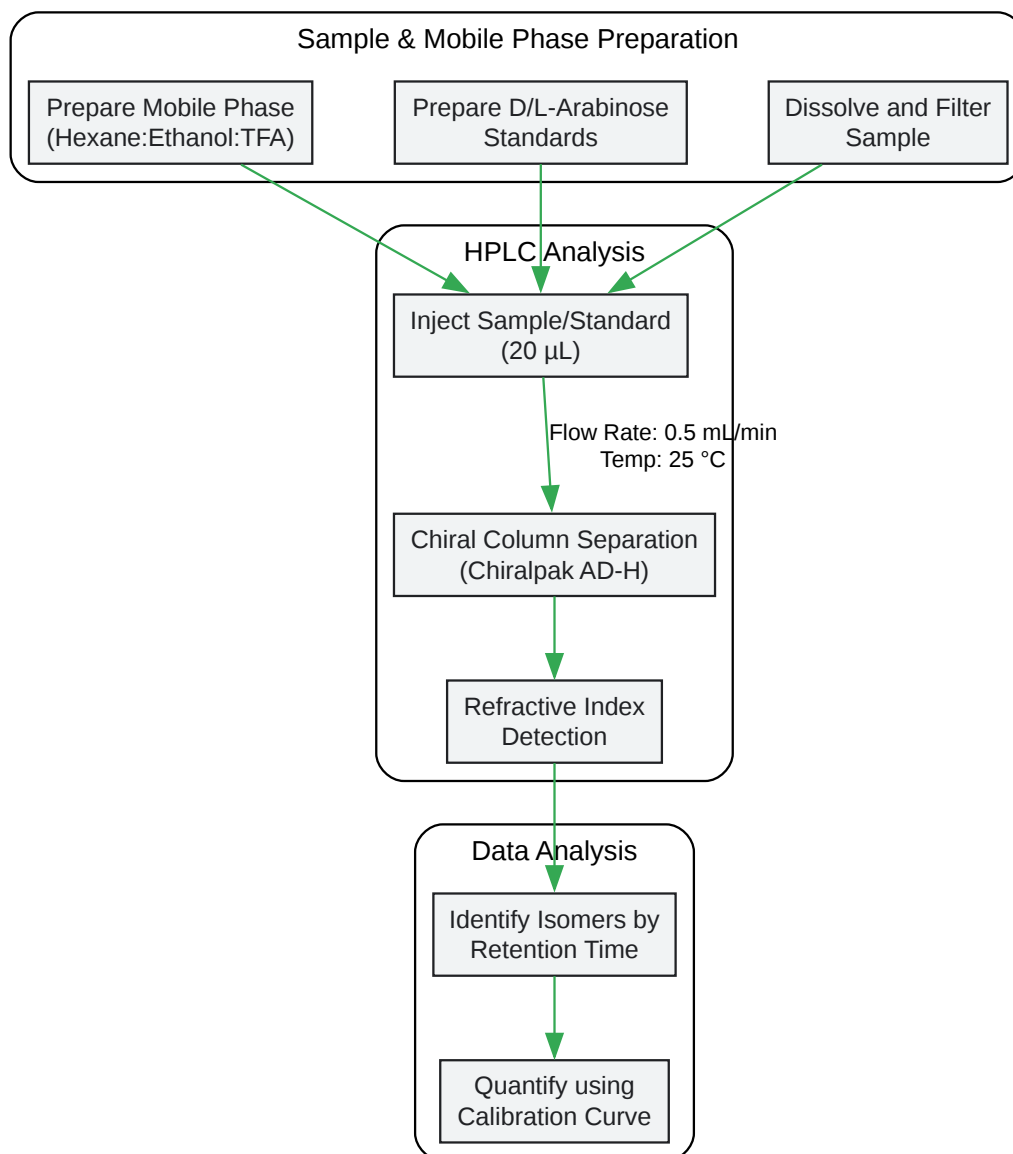 Sample & Mobile Phase Preparation
Prepare Mobile Phase
(Hexane:Ethanol:TFA)
Prepare D/L-Arabinose
Standards
Dissolve and Filter
Sample
HPLC Analysis
Inject Sample/Standard
(20 µL)
Flow Rate: 0.5 mL/min
Temp: 25 °C
Chiral Column Separation
(Chiralpak AD-H)
Refractive Index
Detection
Data Analysis
Identify Isomers by
Retention Time
Quantify using
Calibration Curve